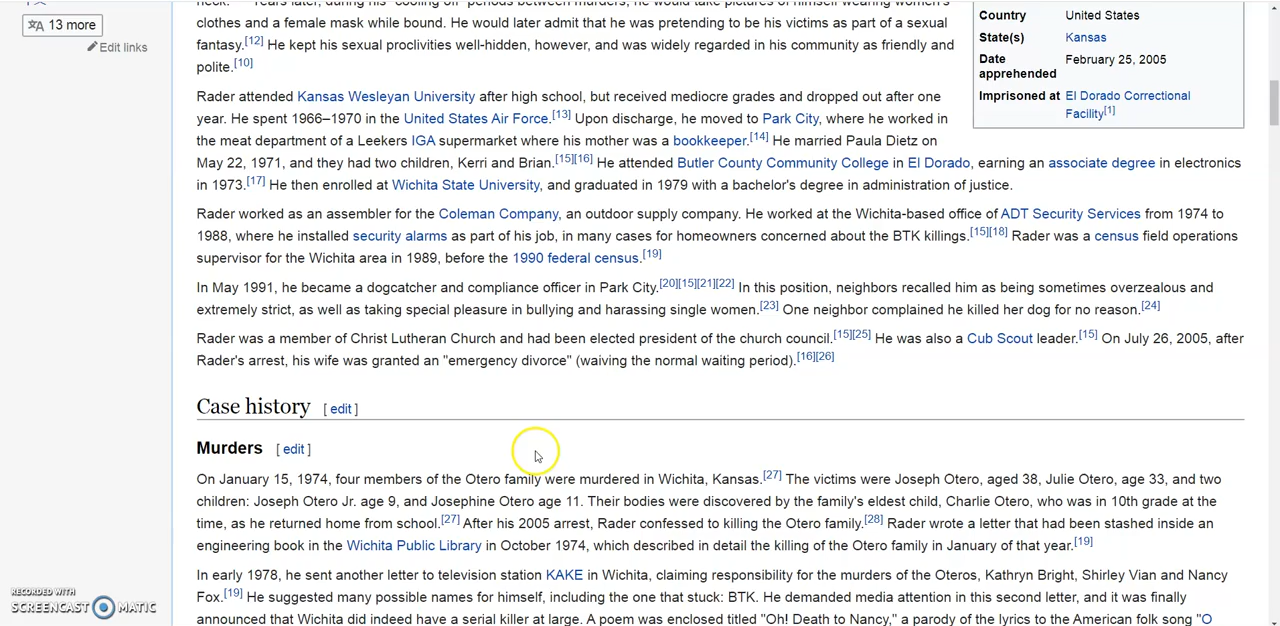 13 more
Edit links
neck." Years later, during his "cooling off" periods between murders, he would take pictures of himself wearing women's
clothes and a female mask while bound. He would later admit that he was pretending to be his victims as part of a sexual
fantasy.[12] He kept his sexual proclivities well-hidden, however, and was widely regarded in his community as friendly and
polite.[10]
Country United States
State(s) Kansas
Date February 25, 2005
apprehended
Imprisoned at El Dorado Correctional
Facility[1]
Rader attended Kansas Wesleyan University after high school, but received mediocre grades and dropped out after one
year. He spent 1966–1970 in the United States Air Force.[13] Upon discharge, he moved to Park City, where he worked in
the meat department of a Leekers IGA supermarket where his mother was a bookkeeper.[14] He married Paula Dietz on
May 22, 1971, and they had two children, Kerri and Brian.[15][16] He attended Butler County Community College in El Dorado, earning an associate degree in electronics
in 1973.[17] He then enrolled at Wichita State University, and graduated in 1979 with a bachelor's degree in administration of justice.
Rader worked as an assembler for the Coleman Company, an outdoor supply company. He worked at the Wichita-based office of ADT Security Services from 1974 to
1988, where he installed security alarms as part of his job, in many cases for homeowners concerned about the BTK killings.[15][18] Rader was a census field operations
supervisor for the Wichita area in 1989, before the 1990 federal census.[19]
In May 1991, he became a dogcatcher and compliance officer in Park City.[20][15][21][22] In this position, neighbors recalled him as being sometimes overzealous and
extremely strict, as well as taking special pleasure in bullying and harassing single women.[23] One neighbor complained he killed her dog for no reason.[24]
Rader was a member of Christ Lutheran Church and had been elected president of the church council.[15][25] He was also a Cub Scout leader.[15] On July 26, 2005, after
Rader's arrest, his wife was granted an "emergency divorce" (waiving the normal waiting period).[16][26]
Case history [ edit ]
Murders [ edit ]
On January 15, 1974, four members of the Otero family were murdered in Wichita, Kansas.[27] The victims were Joseph Otero, aged 38, Julie Otero, age 33, and two
children: Joseph Otero Jr. age 9, and Josephine Otero age 11. Their bodies were discovered by the family's eldest child, Charlie Otero, who was in 10th grade at the
time, as he returned home from school.[27] After his 2005 arrest, Rader confessed to killing the Otero family.[28] Rader wrote a letter that had been stashed inside an
engineering book in the Wichita Public Library in October 1974, which described in detail the killing of the Otero family in January of that year.[19]
In early 1978, he sent another letter to television station KAKE in Wichita, claiming responsibility for the murders of the Oteros, Kathryn Bright, Shirley Vian and Nancy
Fox.[19] He suggested many possible names for himself, including the one that stuck: BTK. He demanded media attention in this second letter, and it was finally
announced that Wichita did indeed have a serial killer at large. A poem was enclosed titled "Oh! Death to Nancy," a parody of the lyrics to the American folk song "O
RECORDED WITH
SCREENCAST MATIC